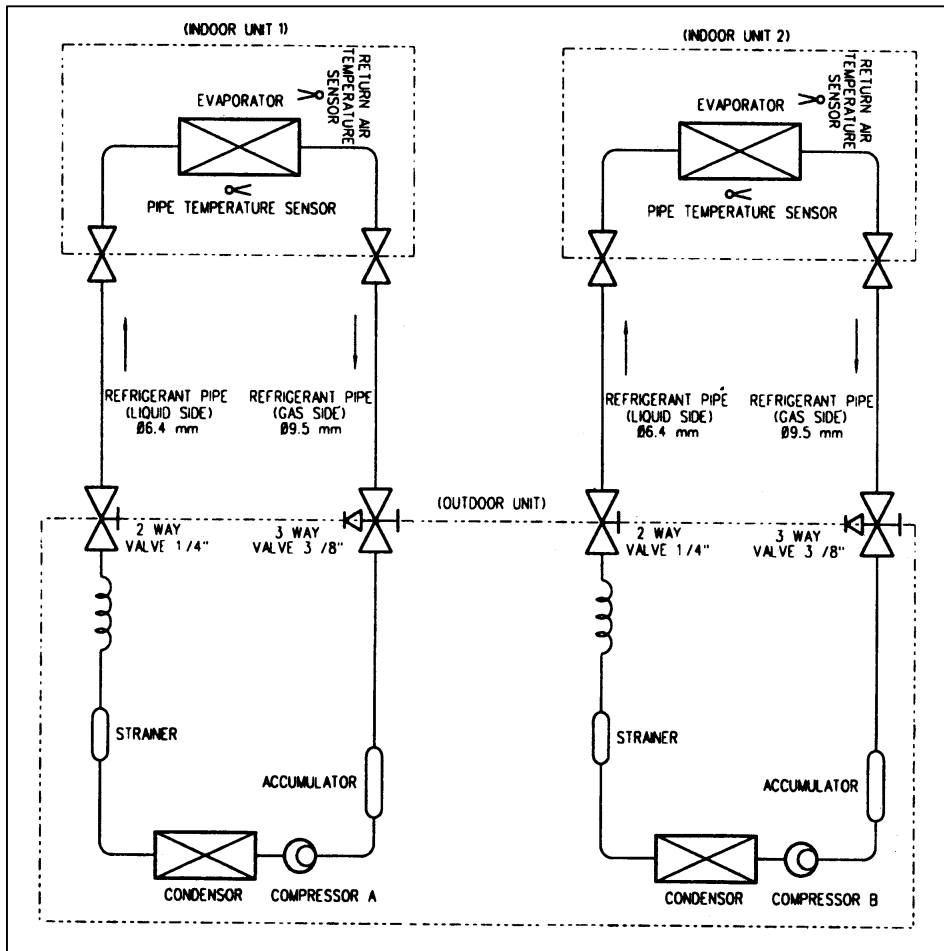 (INDOOR UNIT 1)
EVAPORATOR
RETURN AIR
TEMPERATURE
SENSOR
PIPE TEMPERATURE SENSOR
REFRIGERANT PIPE
(LIQUID SIDE)
Ø6.4 mm
REFRIGERANT PIPE
(GAS SIDE)
Ø9.5 mm
2 WAY
VALVE 1/4"
3 WAY
VALVE 3 /8"
STRAINER
ACCUMULATOR
CONDENSOR
COMPRESSOR A
(OUTDOOR UNIT)
(INDOOR UNIT 2)
EVAPORATOR
RETURN AIR
TEMPERATURE
SENSOR
PIPE TEMPERATURE SENSOR
REFRIGERANT PIPE
(LIQUID SIDE)
Ø6.4 mm
REFRIGERANT PIPE
(GAS SIDE)
Ø9.5 mm
2 WAY
VALVE 1/4"
3 WAY
VALVE 3 /8"
STRAINER
ACCUMULATOR
CONDENSOR
COMPRESSOR B